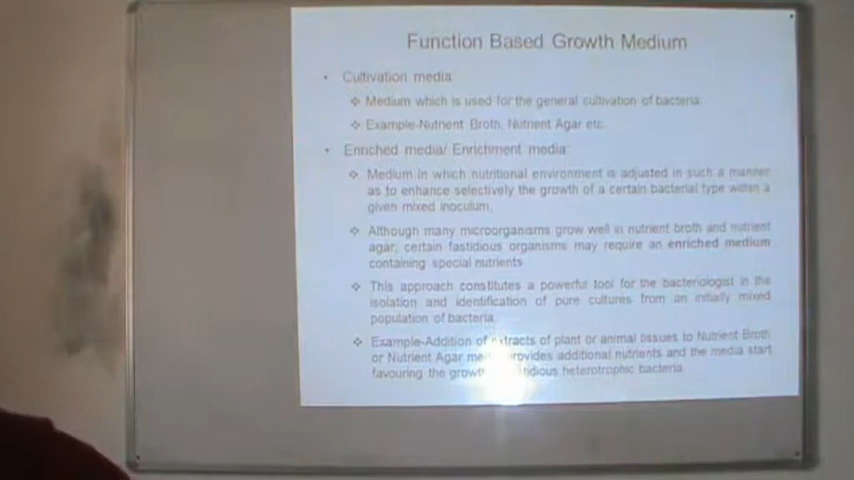 Function Based Growth Medium
• Cultivation media
❖ Medium which is used for the general cultivation of bacteria.
❖ Example-Nutrient Broth, Nutrient Agar etc.
• Enriched media/ Enrichment media:
❖ Medium in which nutritional environment is adjusted in such a manner
as to enhance selectively the growth of a certain bacterial type within a
given mixed inoculum.
❖ Although many microorganisms grow well in nutrient broth and nutrient
agar, certain fastidious organisms may require an enriched medium
containing special nutrients
❖ This approach constitutes a powerful tool for the bacteriologist in the
isolation and identification of pure cultures from an initially mixed
population of bacteria.
❖ Example-Addition of extracts of plant or animal tissues to Nutrient Broth
or Nutrient Agar provides additional nutrients and the media start
favouring the growth heterotrophic bacteria.